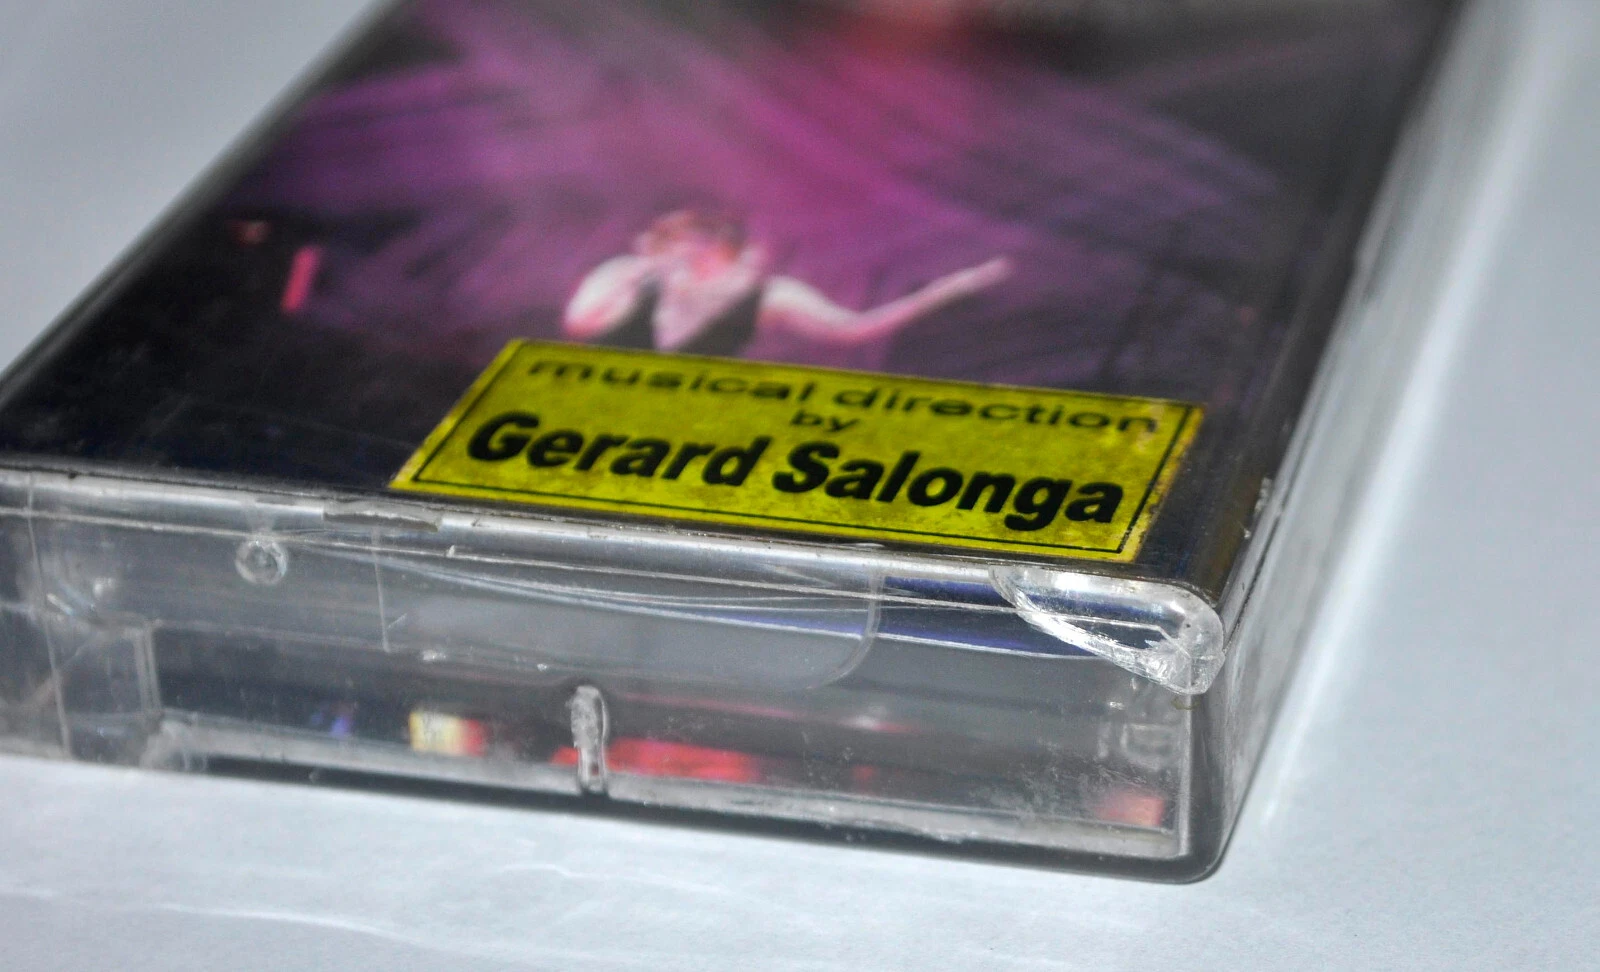 musical direction
by
Gerard Salonga